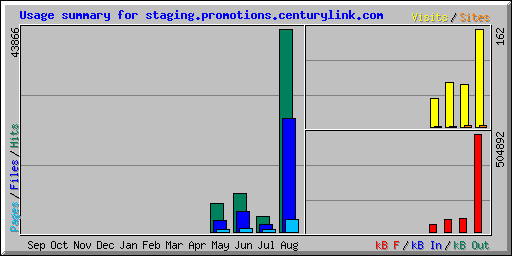 Usage summary for staging.promotions.centurylink.com
Visits/Sites
43866
162
Pages/Files/Hits
504892
Sep Oct Nov Dec Jan Feb Mar Apr May Jun Jul Aug
kB F/kB In/kB Out